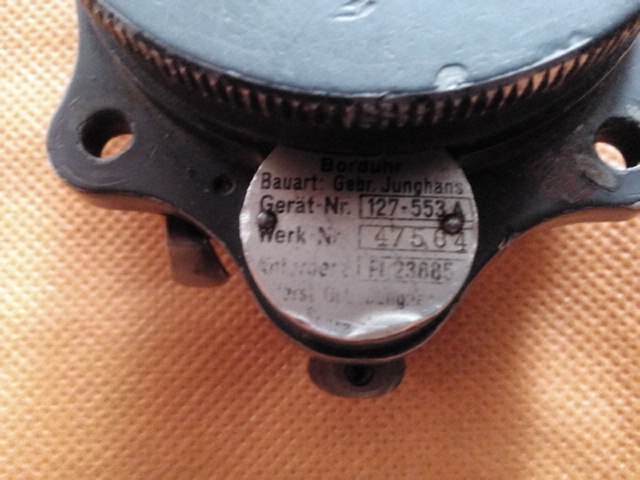 Borduhr
Bauart: Gebr. Junghans
Gerät-Nr. 127-553 A
Werk-Nr. 47564
Fl 23885